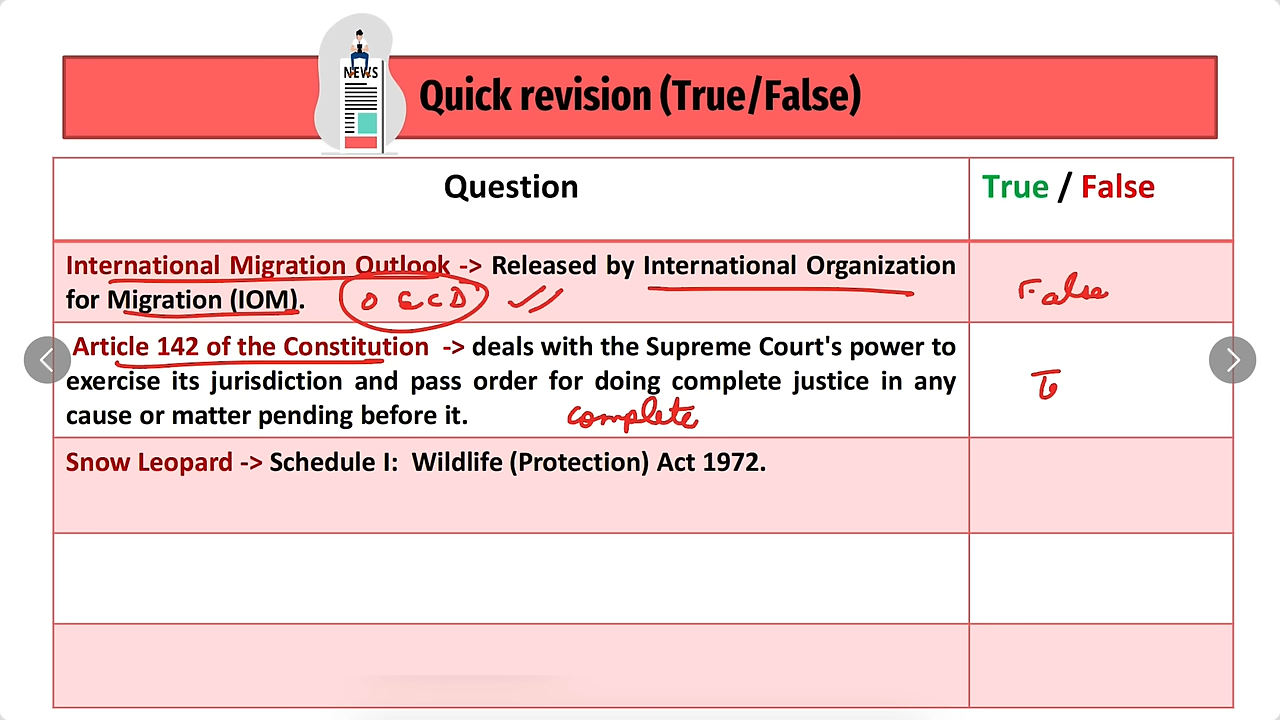 NEWS
Quick revision (True/False)
Question
True / False
International Migration Outlook -> Released by International Organization
for Migration (IOM).
OECD
False
Article 142 of the Constitution -> deals with the Supreme Court's power to
exercise its jurisdiction and pass order for doing complete justice in any
cause or matter pending before it.
complete
Snow Leopard -> Schedule I: Wildlife (Protection) Act 1972.